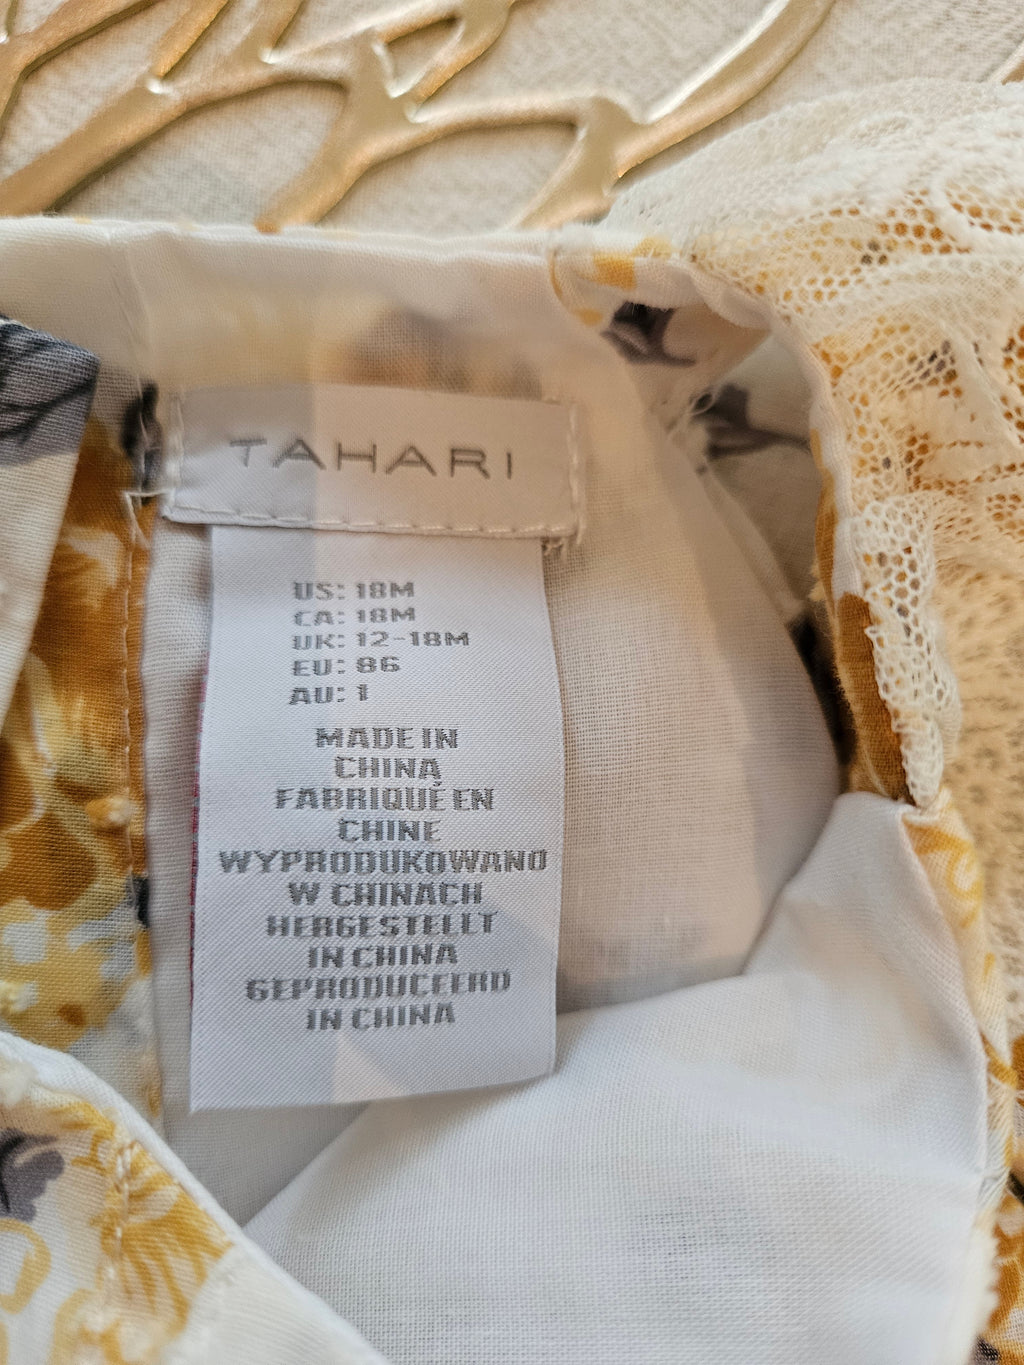 TAHARI
US: 18M
CA: 18M
UK: 12-18M
EU: 86
AU: 1
MADE IN
CHINA
FABRIQUÉ EN
CHINE
WYPRODUKOWANO
W CHINACH
HERGESTELLT
IN CHINA
GEPRODUCEERD
IN CHINA